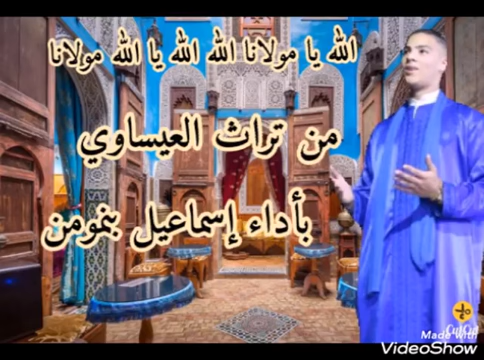 الله يا مولانا الله الله يا الله مولانا
من تراث العيساوي
بأداء إسماعيل بنمومن
Made With
VideoShow